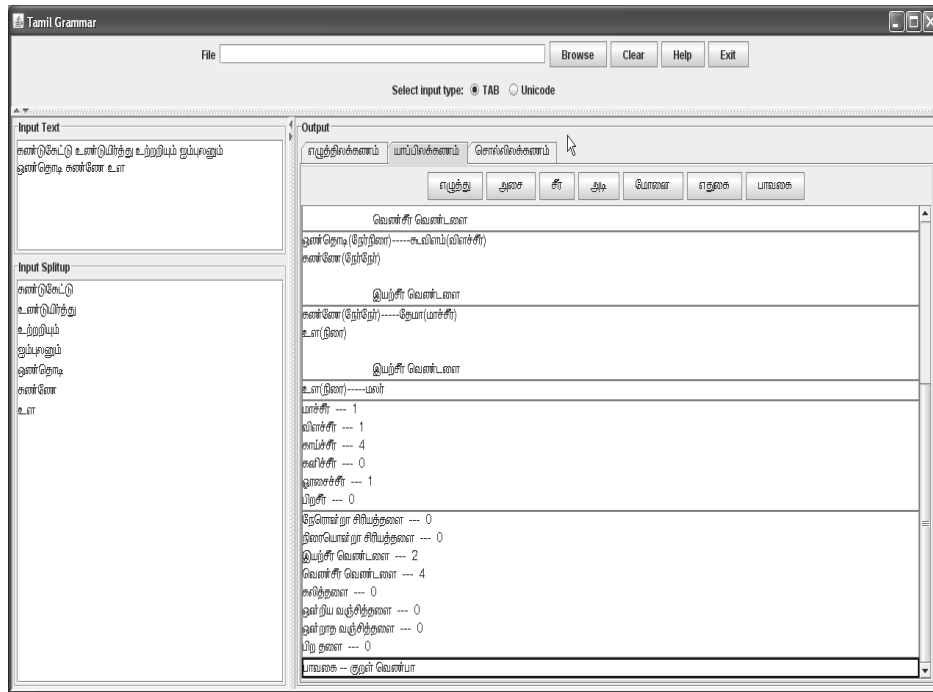 Tamil Grammar
File
Browse
Clear
Help
Exit
Select input type: TAB Unicode
Input Text
கண்டுகேட்டு உண்டுயிர்த்து உற்றறியும் ஐம்புலனும்
ஒண்தொடி கண்ணே உள
Input Splitup
கண்டுகேட்டு
உண்டுயிர்த்து
உற்றறியும்
ஐம்புலனும்
ஒண்தொடி
கண்ணே
உள
Output
எழுத்திலக்கணம் யாப்பிலக்கணம் சொல்லிலக்கணம்
எழுத்து அசை சீர் அடி மோனை எதுகை பாவகை
வெண்சீர் வெண்டளை
ஒண்தொடி(நேர்நிரை)-----கூவிளம்(விளச்சீர்)
கண்ணே(நேர்நேர்)
இயற்சீர் வெண்டளை
கண்ணே(நேர்நேர்)-----தேமா(மாச்சீர்)
உள(நிரை)
இயற்சீர் வெண்டளை
உள(நிரை)-----மலர்
மாச்சீர் --- 1
விளச்சீர் --- 1
காய்ச்சீர் --- 4
கனிச்சீர் --- 0
ஓரசைச்சீர் --- 1
பிறசீர் --- 0
நேரொன்றா சிரியத்தளை --- 0
நிரையொன்றா சிரியத்தளை --- 0
இயற்சீர் வெண்டளை --- 2
வெண்சீர் வெண்டளை --- 4
கலித்தளை --- 0
ஒன்றிய வஞ்சித்தளை --- 0
ஒன்றாத வஞ்சித்தளை --- 0
பிற தளை --- 0
பாவகை -- குறள் வெண்பா